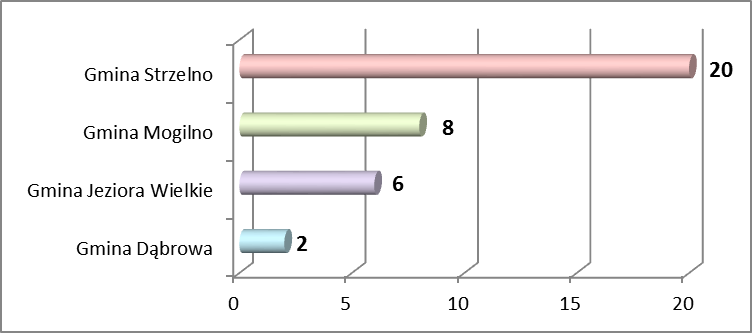 Gmina Strzelno 20
Gmina Mogilno 8
Gmina Jeziora Wielkie 6
Gmina Dąbrowa 2
0 5 10 15 20